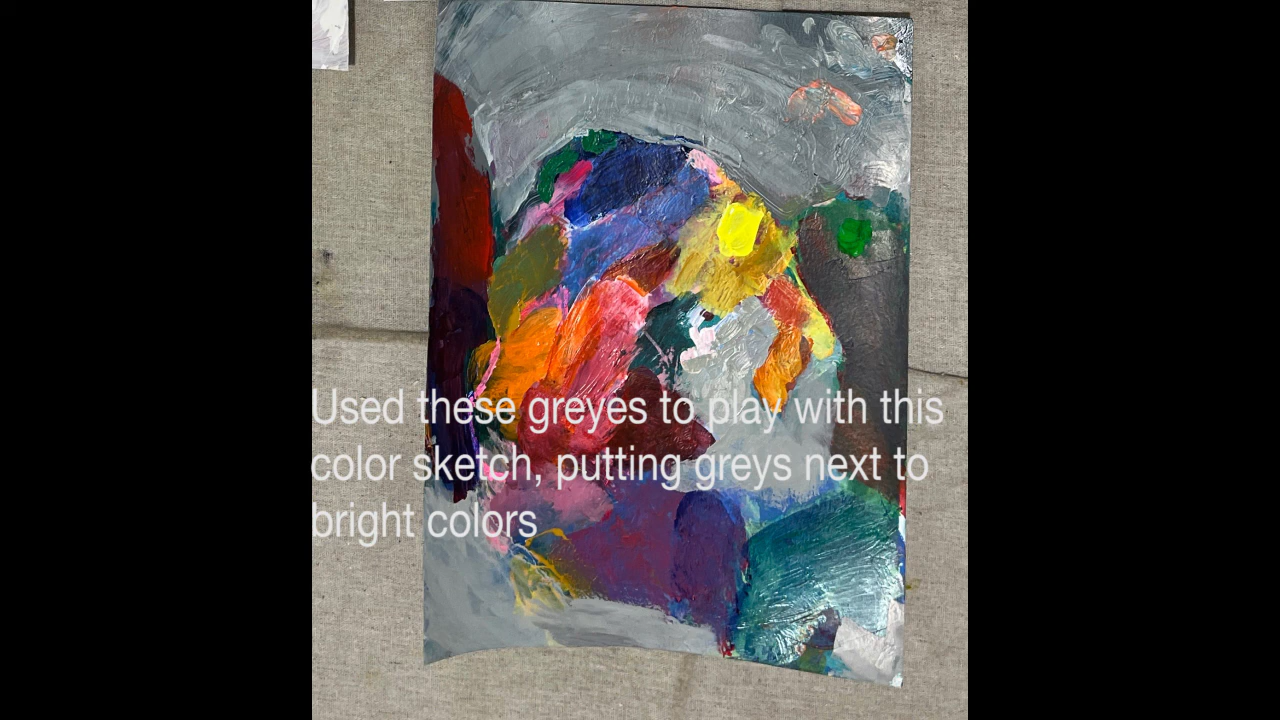 Used these greyes to play with this
color sketch, putting greys next to
bright colors